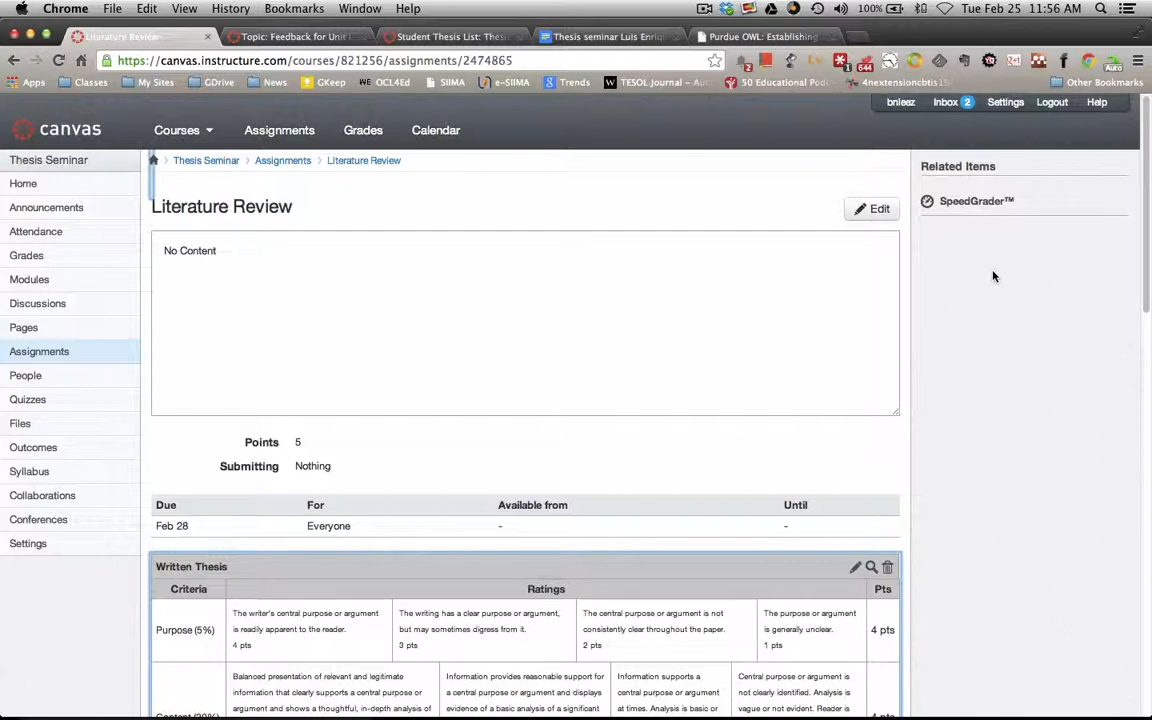 Chrome File Edit View History Bookmarks Window Help 100% Tue Feb 25 11:56 AM
Literature Review Topic: Feedback for Unit I Student Thesis List: Thes Thesis seminar Luis Enriq Purdue OWL: Establishing
https://canvas.instructure.com/courses/821256/assignments/2474865
Apps Classes My Sites News GKeep WE OCL4Ed SIIMA e-SIIMA Trends W TESOL Journal – Au 50 Educational Pod 4nextensioncbtis1 Other Bookmarks
bnleez Inbox 2 Settings Logout Help
canvas Courses Assignments Grades Calendar
Thesis Seminar
Home
Announcements
Attendance
Grades
Modules
Discussions
Pages
Assignments
People
Quizzes
Files
Outcomes
Syllabus
Collaborations
Conferences
Settings
Thesis Seminar Assignments Literature Review
Literature Review
Edit
No Content
Points 5
Submitting Nothing
Due For Available from Until
Feb 28 Everyone - -
Written Thesis
Criteria Ratings Pts
Purpose (5%)
The writer's central purpose or argument
is readily apparent to the reader.
4 pts
The writing has a clear purpose or argument,
but may sometimes digress from it.
3 pts
The central purpose or argument is not
consistently clear throughout the paper.
2 pts
The purpose or argument
is generally unclear.
1 pts
4 pts
Balanced presentation of relevant and legitimate
information that clearly supports a central purpose or
argument and shows a thoughtful, in-depth analysis of
Information provides reasonable support for
a central purpose or argument and displays
evidence of a basic analysis of a significant
Information supports a
central purpose or argument
at times. Analysis is basic or
Central purpose or argument is
not clearly identified. Analysis is
vague or not evident. Reader is
Related Items
SpeedGrader™